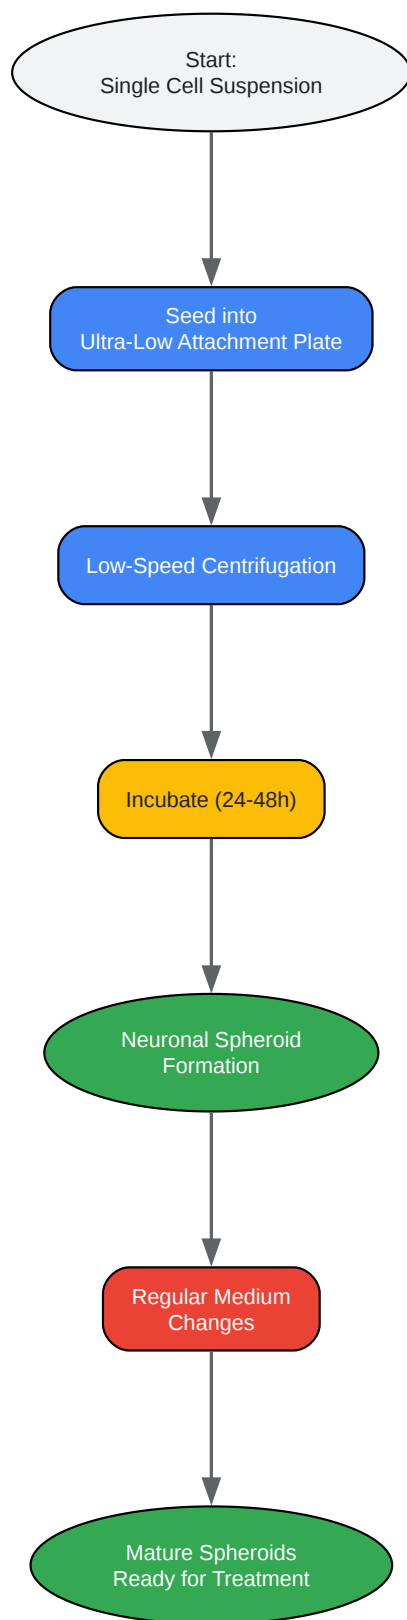 Start:
Single Cell Suspension
Seed into
Ultra-Low Attachment Plate
Low-Speed Centrifugation
Incubate (24-48h)
Neuronal Spheroid
Formation
Regular Medium
Changes
Mature Spheroids
Ready for Treatment